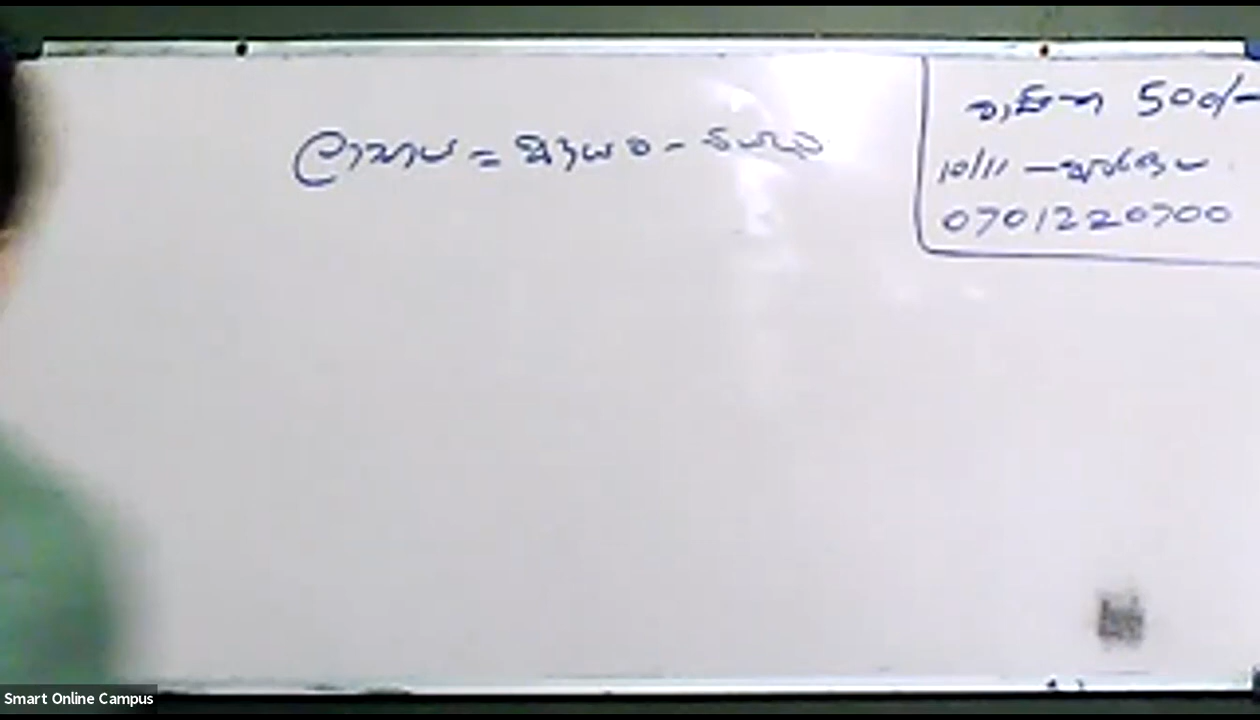 ලාභය = ආදායම - වියදම
500/-
10/11 -
0701220700
Smart Online Campus